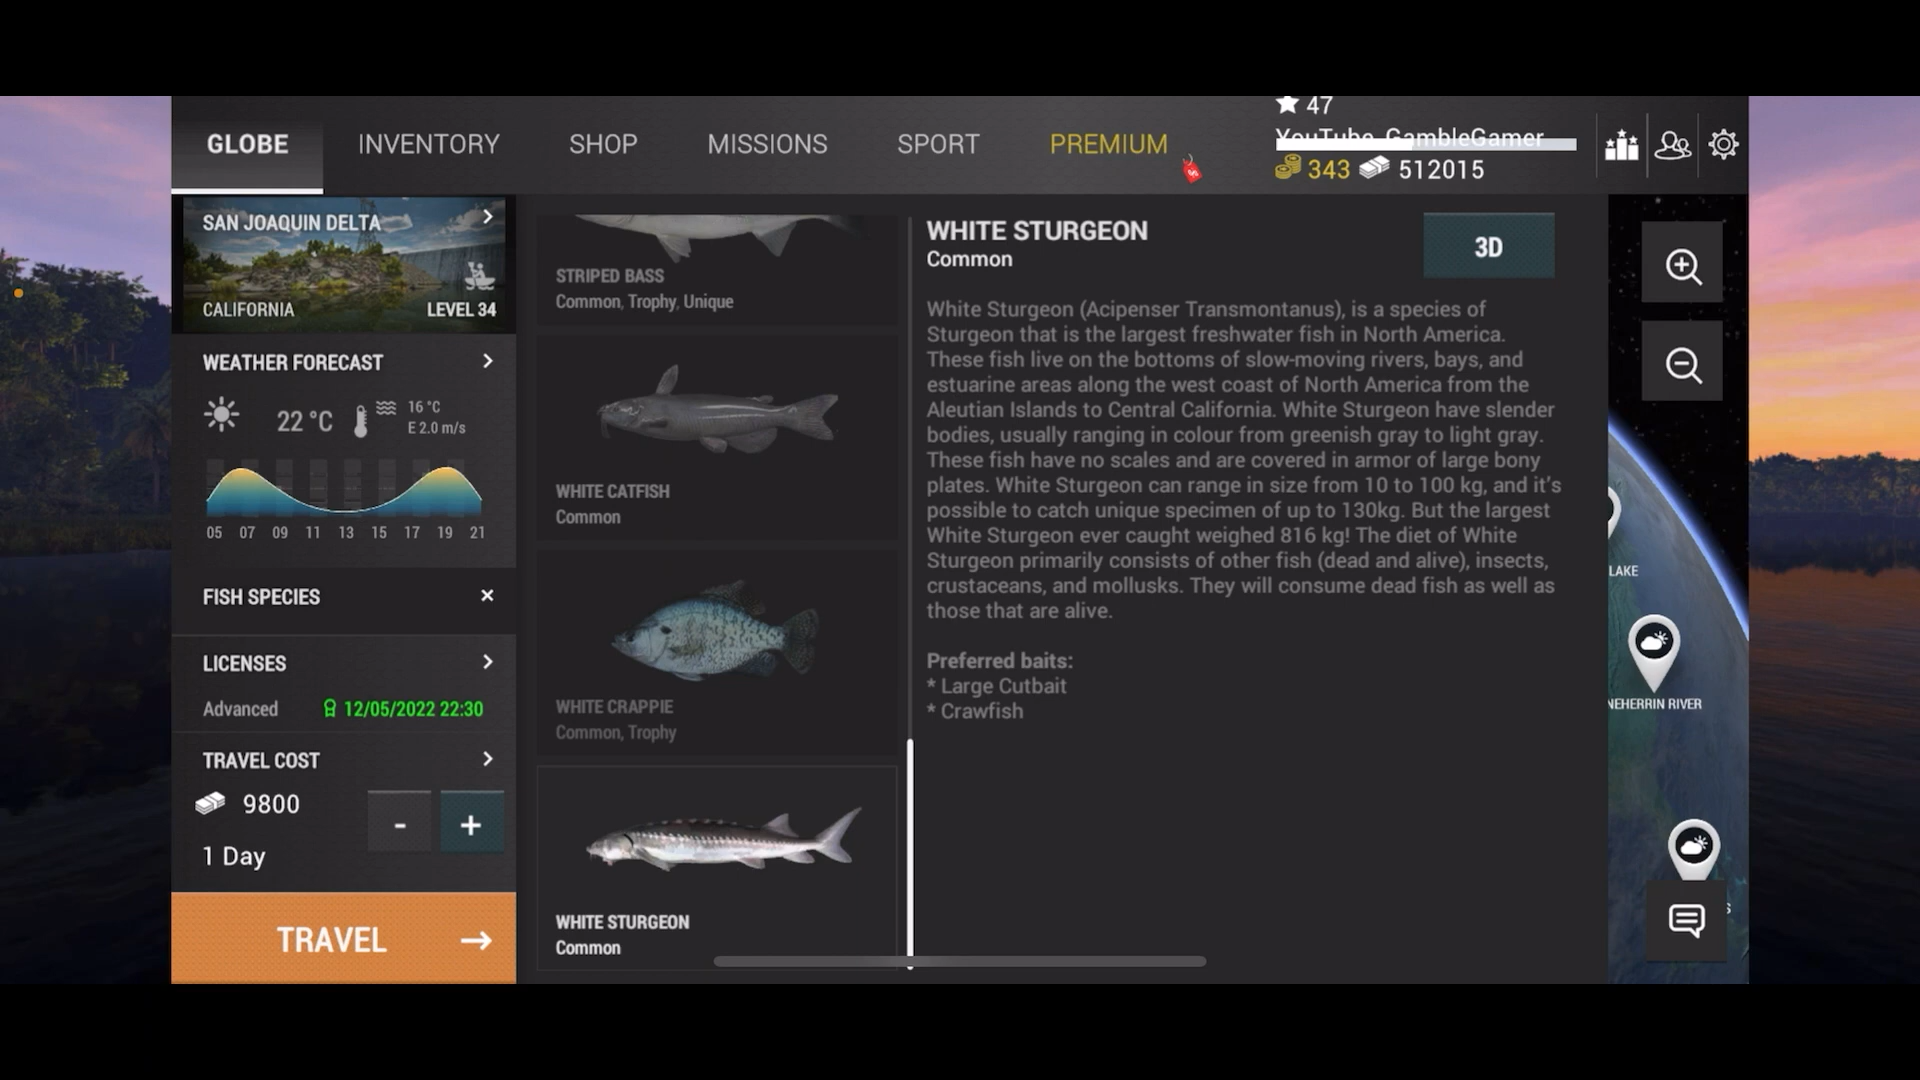 GLOBE
INVENTORY
SHOP
MISSIONS
SPORT
PREMIUM
47
YouTube_GambleGamer
343 512015
SAN JOAQUIN DELTA
CALIFORNIA
LEVEL 34
WEATHER FORECAST
22 °C
16 °C
E 2.0 m/s
05 07 09 11 13 15 17 19 21
FISH SPECIES
LICENSES
Advanced 12/05/2022 22:30
TRAVEL COST
9800
- +
1 Day
TRAVEL
STRIPED BASS
Common, Trophy, Unique
WHITE CATFISH
Common
WHITE CRAPPIE
Common, Trophy
WHITE STURGEON
Common
WHITE STURGEON
Common
3D
White Sturgeon (Acipenser Transmontanus), is a species of
Sturgeon that is the largest freshwater fish in North America.
These fish live on the bottoms of slow-moving rivers, bays, and
estuarine areas along the west coast of North America from the
Aleutian Islands to Central California. White Sturgeon have slender
bodies, usually ranging in colour from greenish gray to light gray.
These fish have no scales and are covered in armor of large bony
plates. White Sturgeon can range in size from 10 to 100 kg, and it's
possible to catch unique specimen of up to 130kg. But the largest
White Sturgeon ever caught weighed 816 kg! The diet of White
Sturgeon primarily consists of other fish (dead and alive), insects,
crustaceans, and mollusks. They will consume dead fish as well as
those that are alive.
Preferred baits:
* Large Cutbait
* Crawfish
LAKE
NEHERRIN RIVER
S